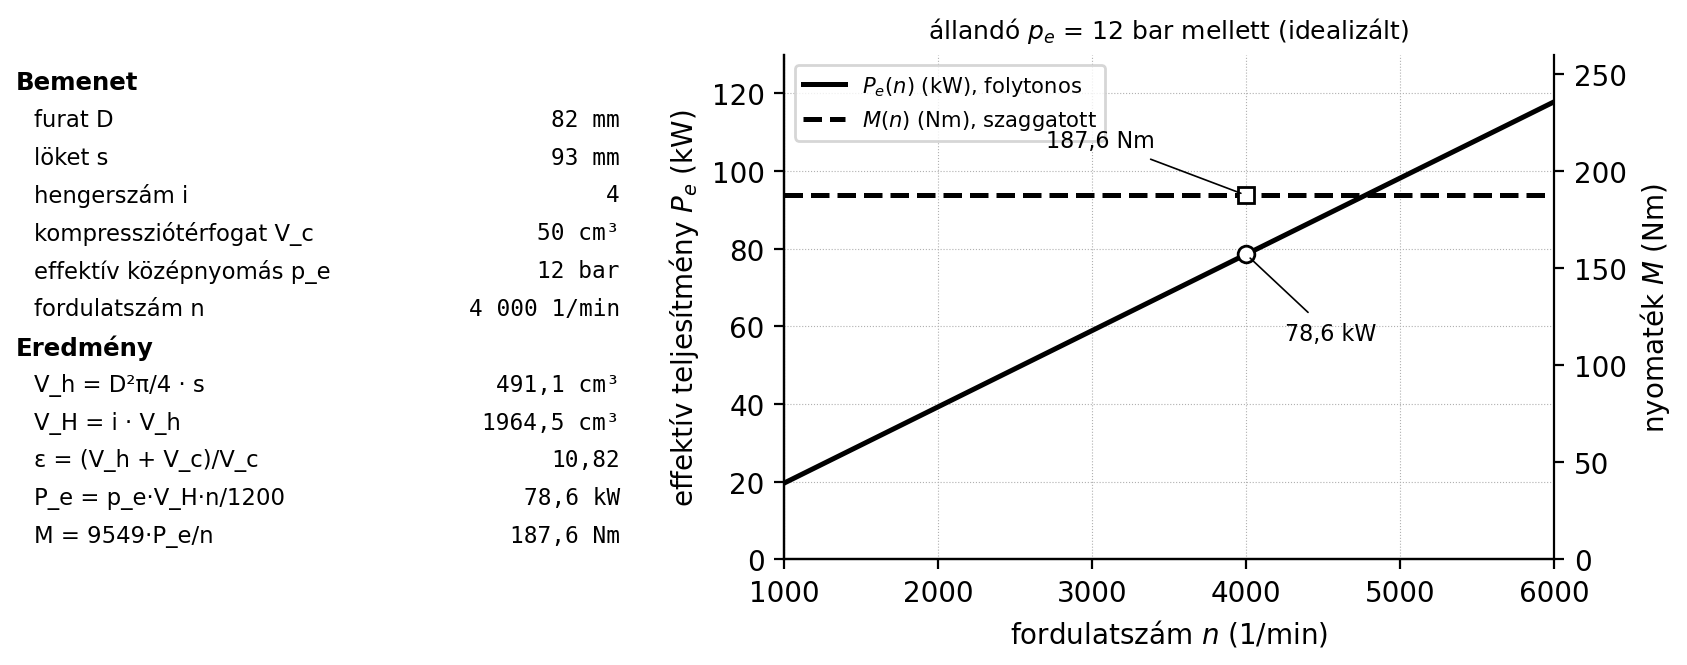 Bemenet
furat D 82 mm
löket s 93 mm
hengerszám i 4
kompressziótérfogat V_c 50 cm³
effektív középnyomás p_e 12 bar
fordulatszám n 4 000 1/min
Eredmény
V_h = D²π/4 · s 491,1 cm³
V_H = i · V_h 1964,5 cm³
ε = (V_h + V_c)/V_c 10,82
P_e = p_e·V_H·n/1200 78,6 kW
M = 9549·P_e/n 187,6 Nm
állandó p_e = 12 bar mellett (idealizált)
P_e(n) (kW), folytonos
M(n) (Nm), szaggatott
187,6 Nm
78,6 kW
effektív teljesítmény P_e (kW)
120
100
80
60
40
20
0
250
200
150
100
50
0
nyomaték M (Nm)
1000 2000 3000 4000 5000 6000
fordulatszám n (1/min)